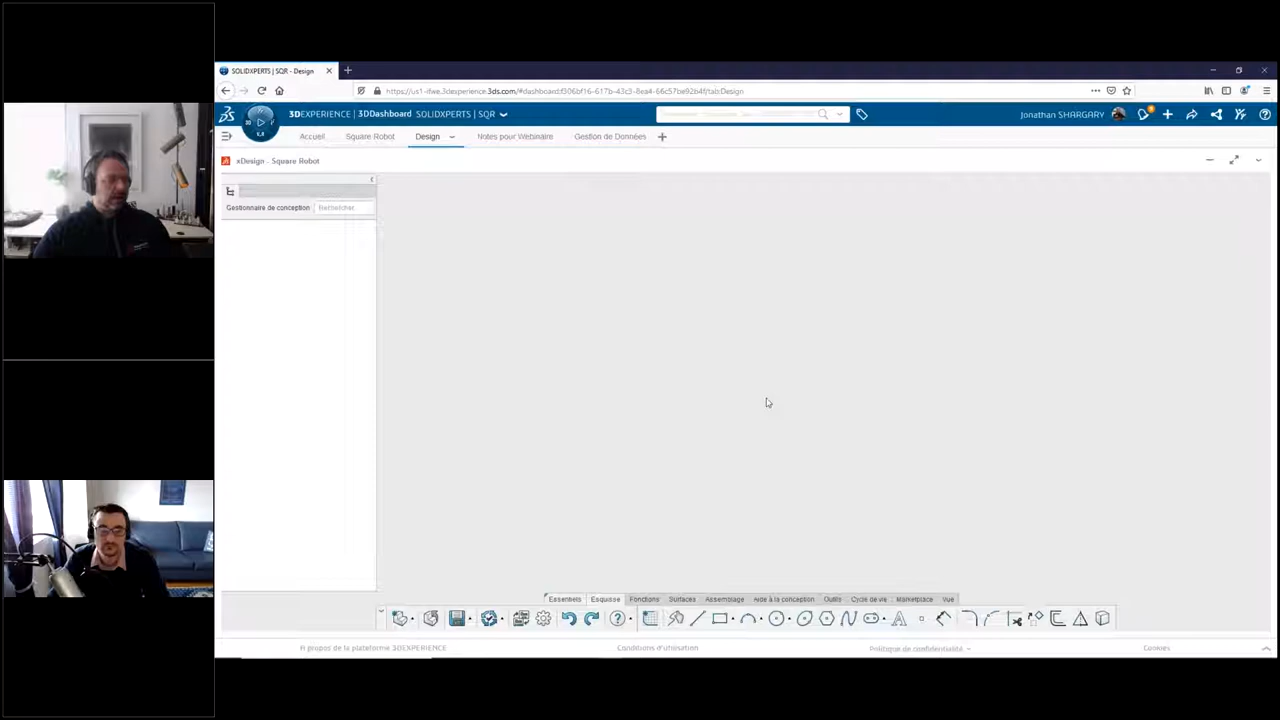 SOLIDXPERTS | SQR - Design
https://us1-ifwe.3dexperience.3ds.com/#dashboard:f306bf16-617b-43c3-8ea4-66c57be92b4f/tab:Design
3DEXPERIENCE | 3DDashboard SOLIDXPERTS | SQR
Jonathan SHARGARY
Accueil Square Robot Design Notes pour Webinaire Gestion de Données
xDesign - Square Robot
Gestionnaire de conception Rechercher
Essentiels Esquisse Fonctions Surfaces Assemblage Aide à la conception Outils Cycle de vie Marketplace Vue
A propos de la plateforme 3DEXPERIENCE Conditions d'utilisation Politique de confidentialité Cookies